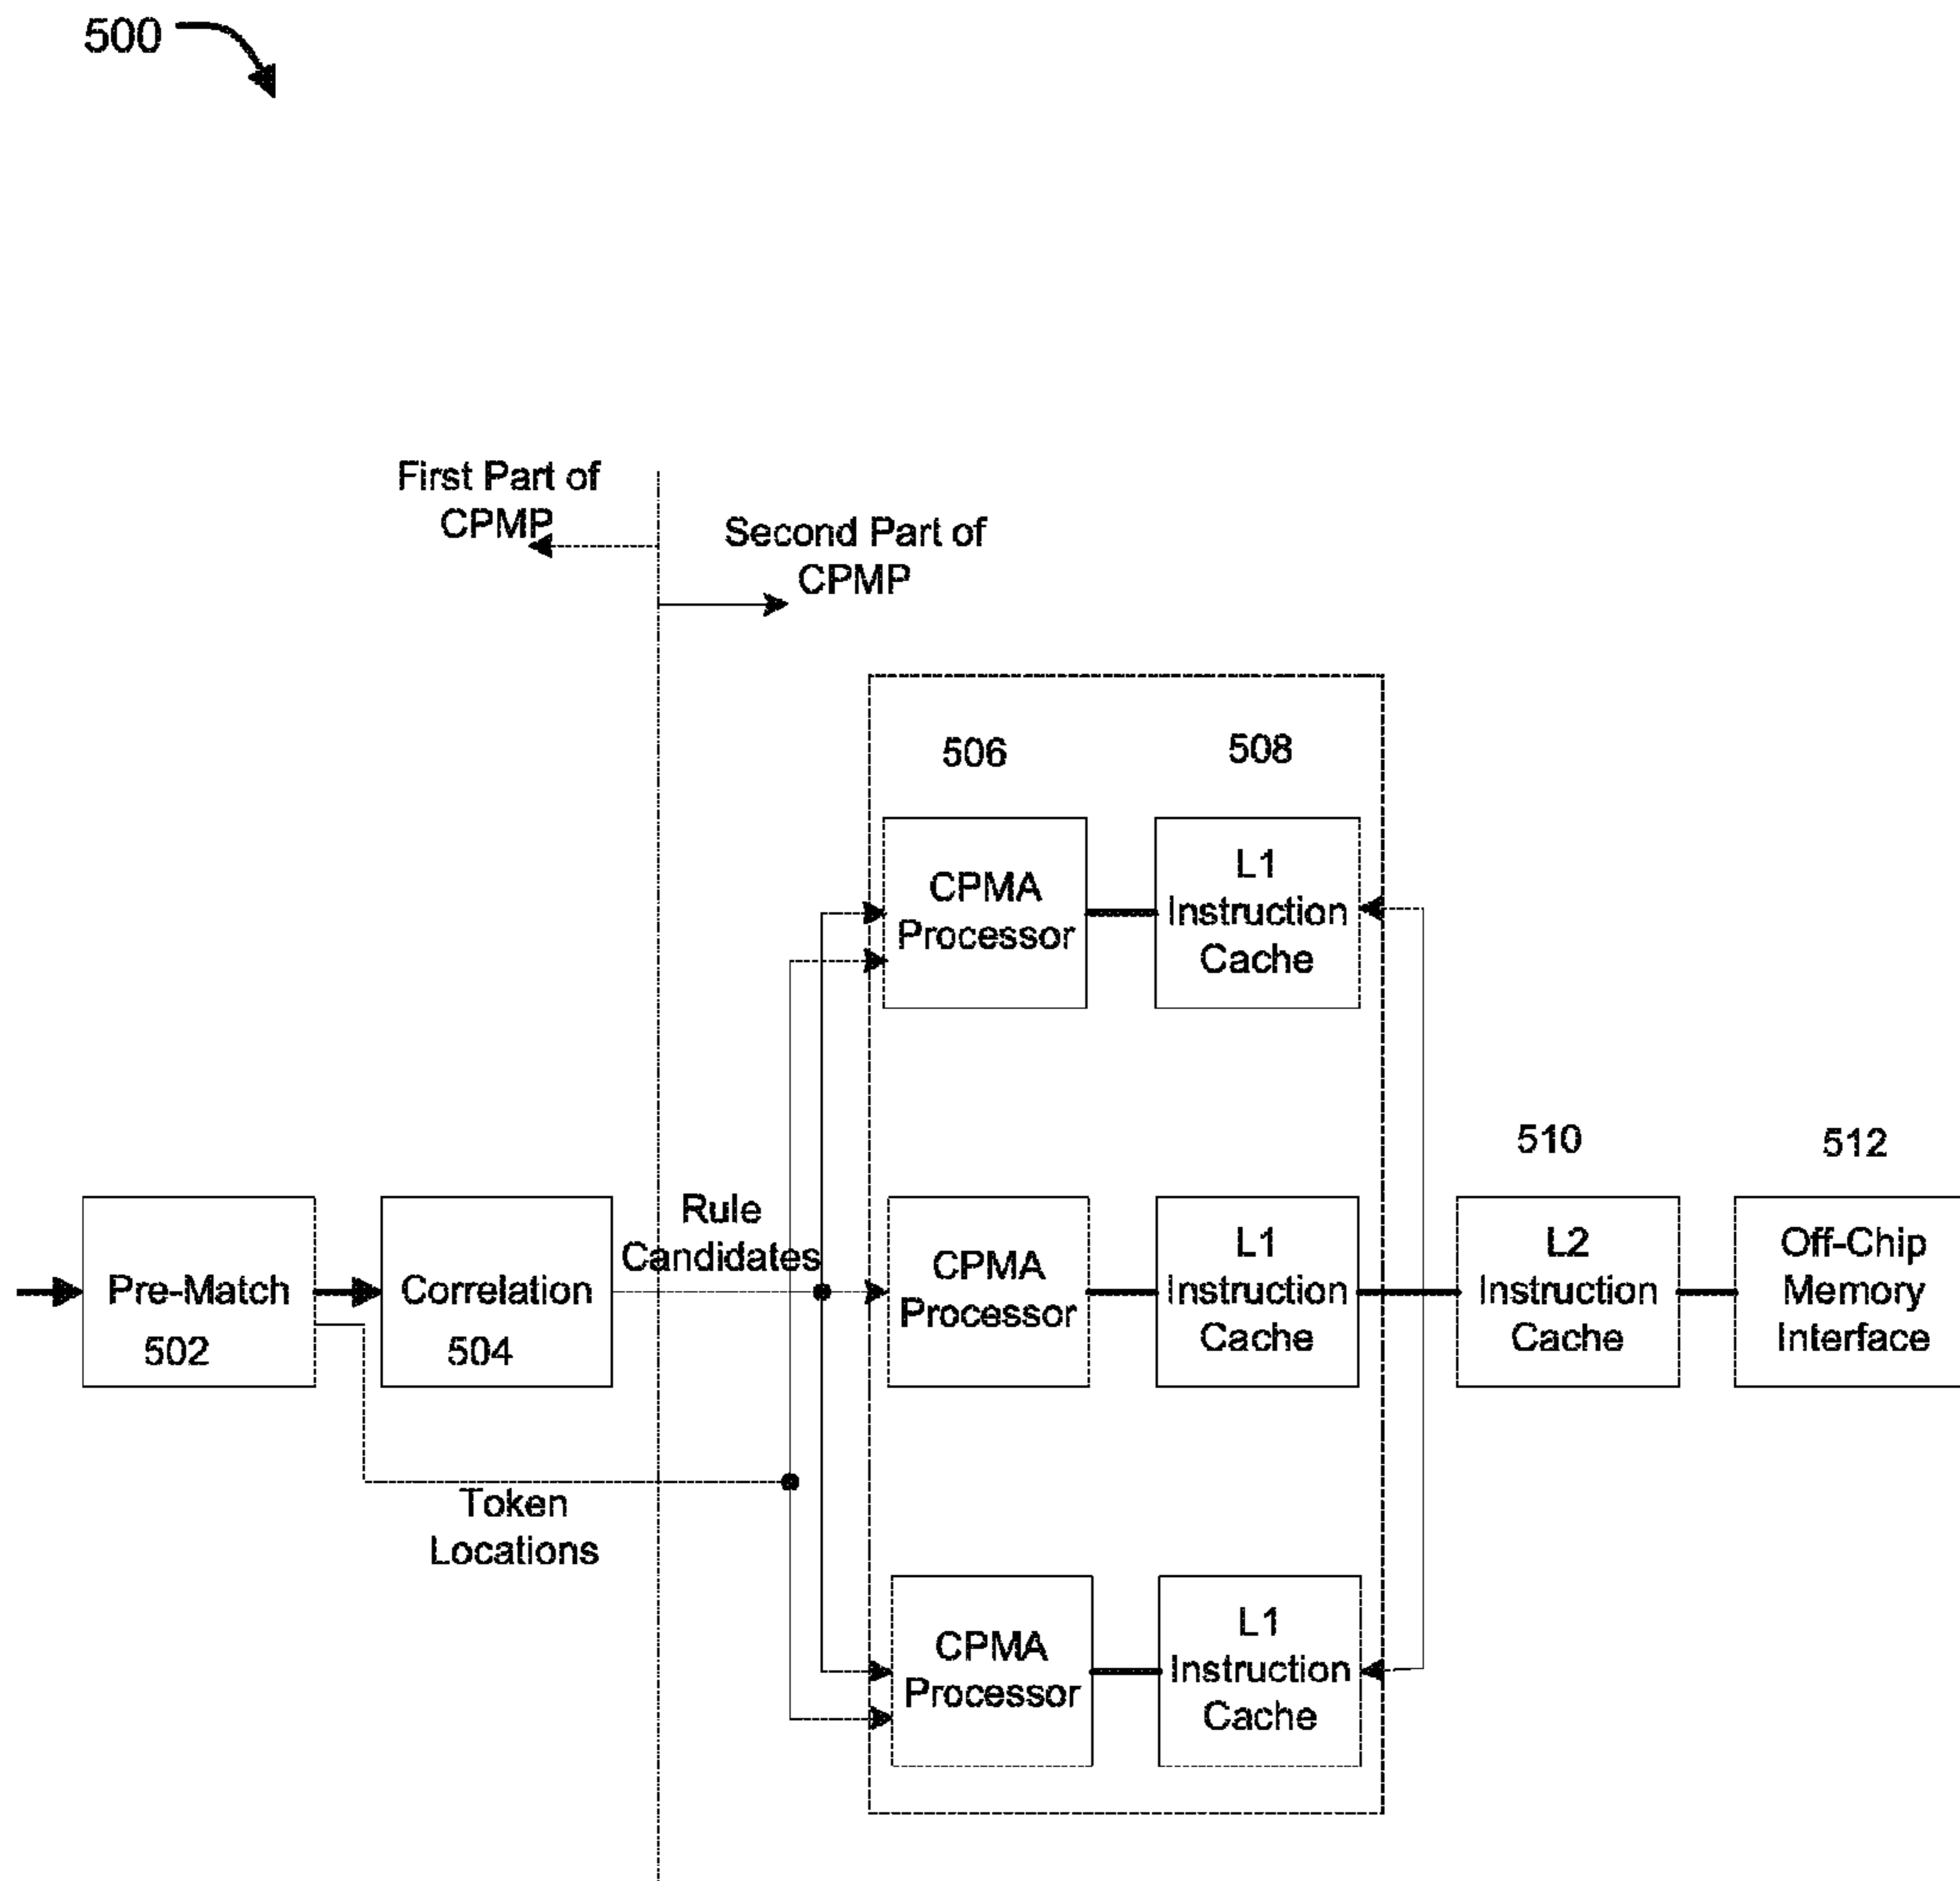 500
First Part of
CPMP
Second Part of
CPMP
506
508
CPMA
Processor
L1
Instruction
Cache
510
512
Pre-Match
502
Correlation
504
Rule
Candidates
CPMA
Processor
L1
Instruction
Cache
L2
Instruction
Cache
Off-Chip
Memory
Interface
Token
Locations
CPMA
Processor
L1
Instruction
Cache